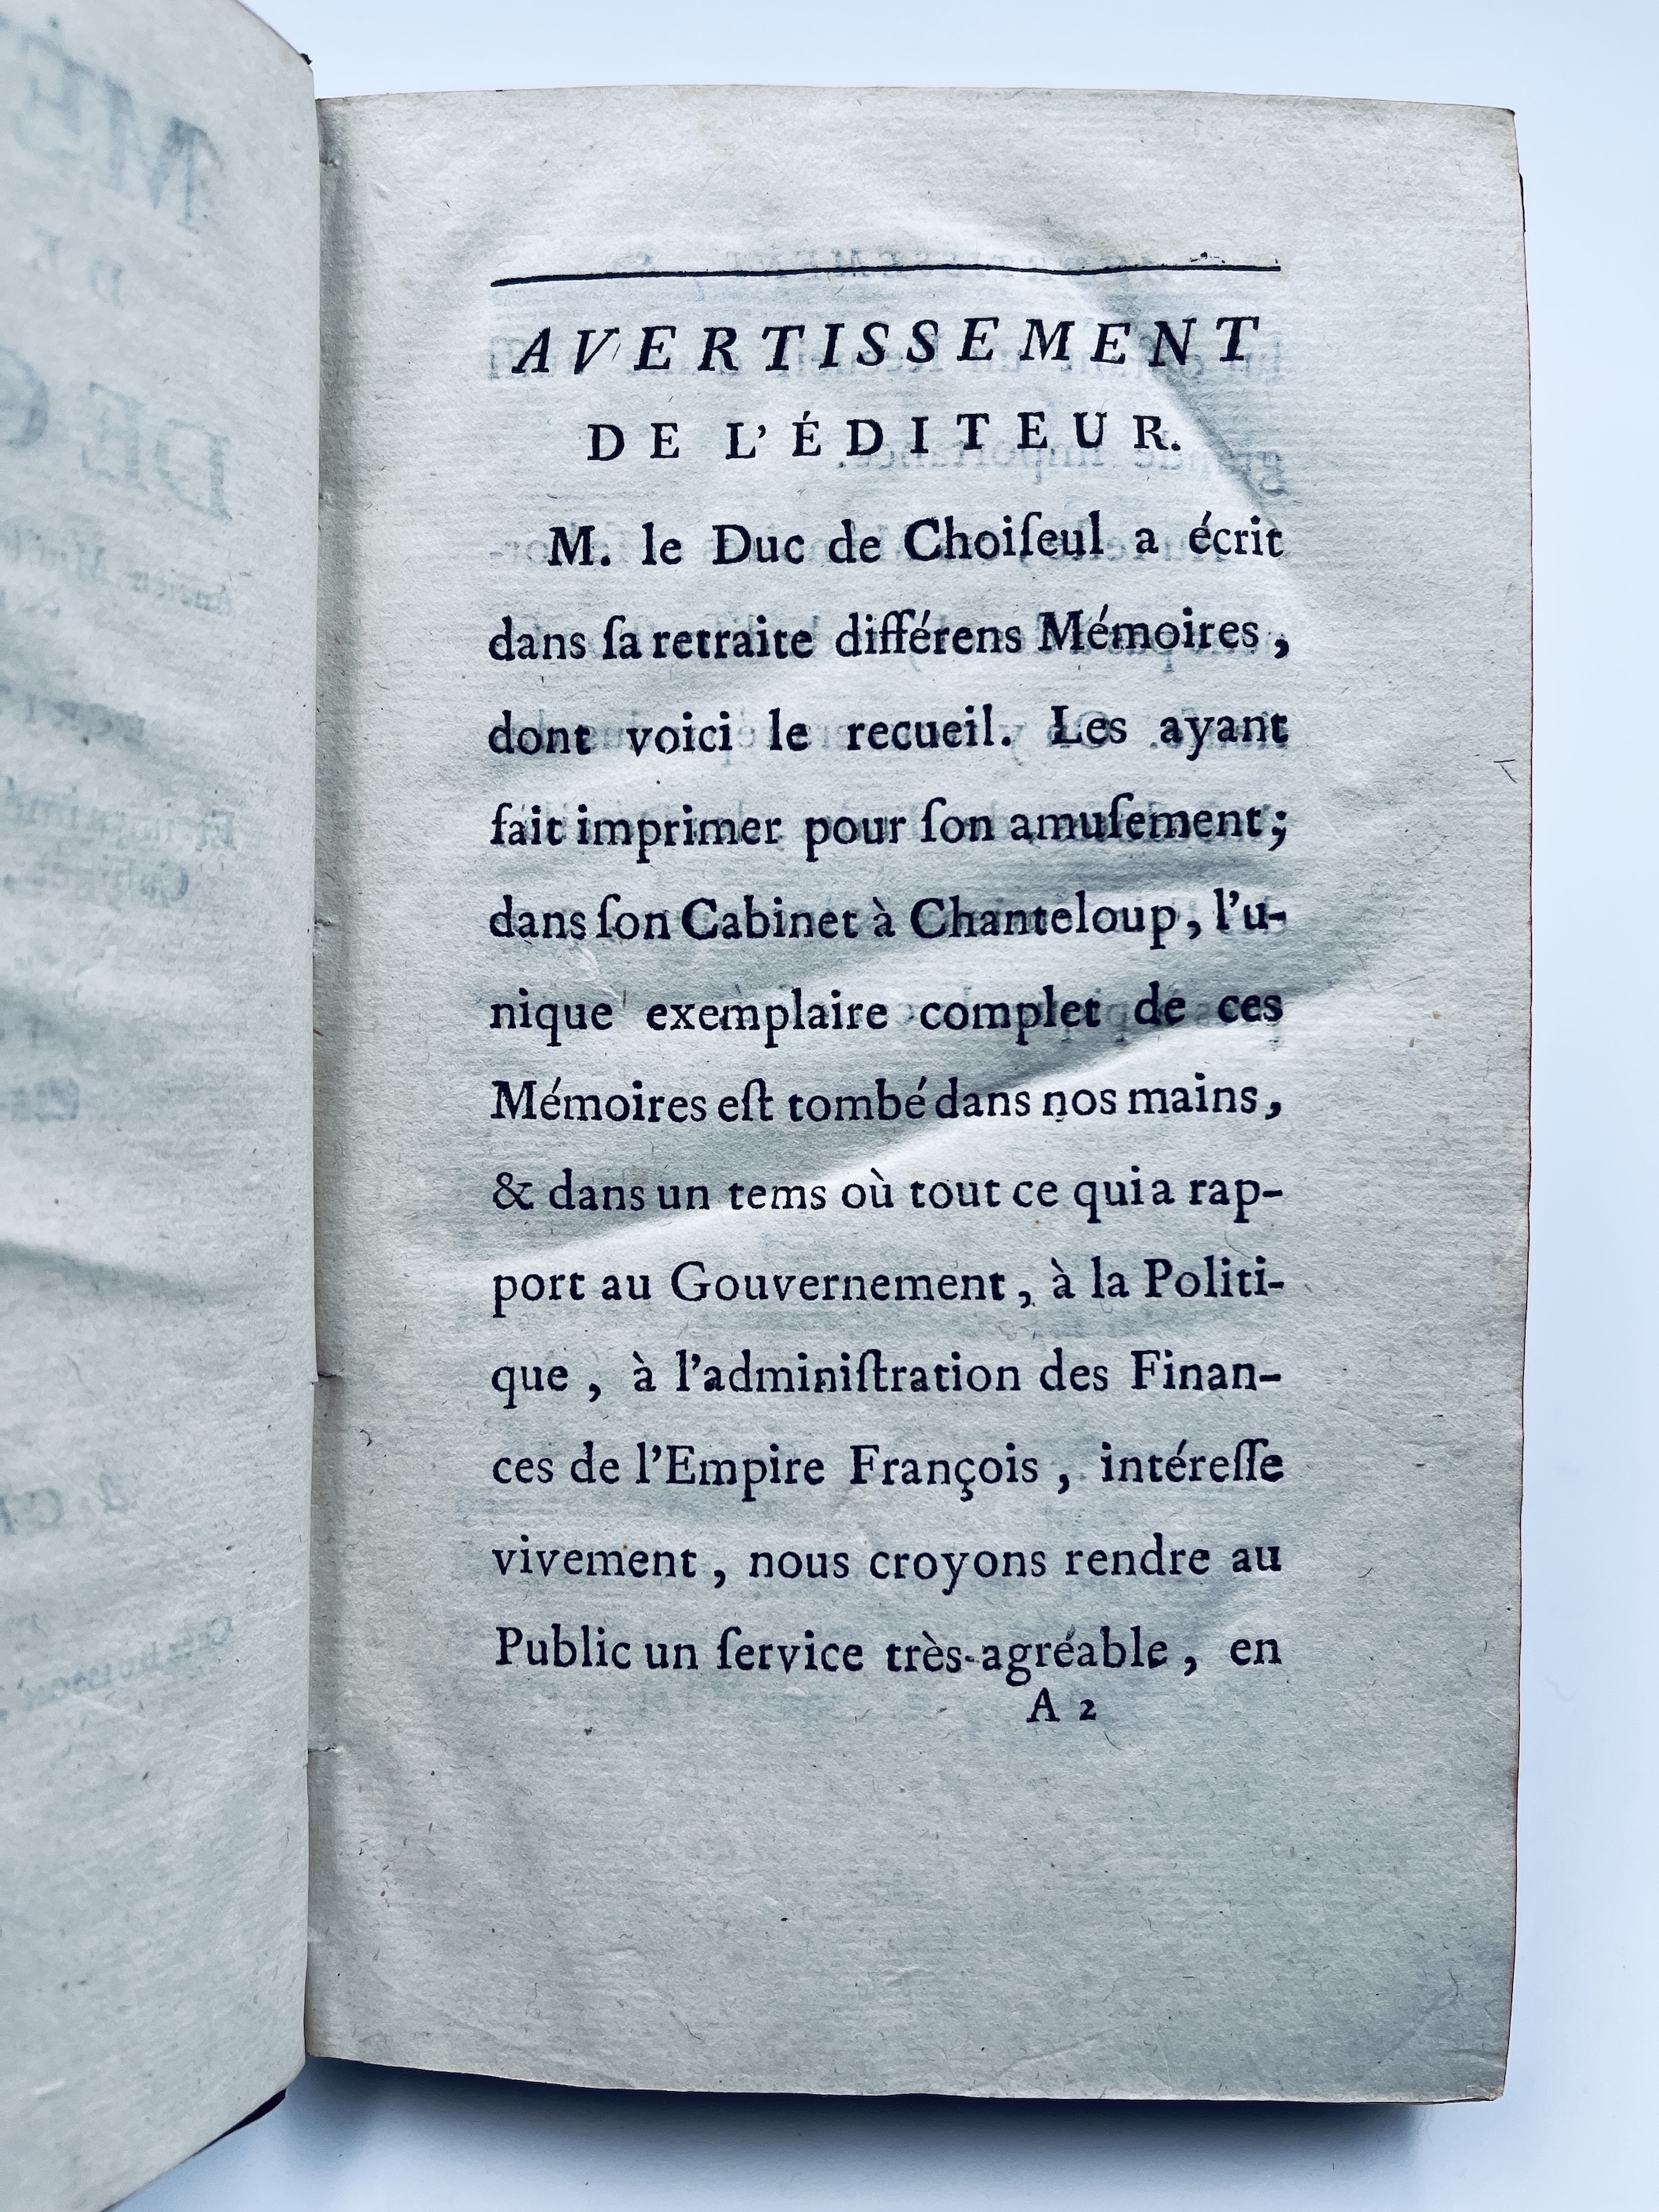 AVERTISSEMENT
DE L'ÉDITEUR.
M. le Duc de Choiſeul a écrit
dans ſa retraite différens Mémoires,
dont voici le recueil. Les ayant
fait imprimer pour ſon amuſement;
dans ſon Cabinet à Chanteloup, l'u-
nique exemplaire complet de ces
Mémoires eſt tombé dans nos mains,
& dans un tems où tout ce qui a rap-
port au Gouvernement, à la Politi-
que, à l'adminiſtration des Finan-
ces de l'Empire François, intéreſſe
vivement, nous croyons rendre au
Public un ſervice très-agréable, en
A 2